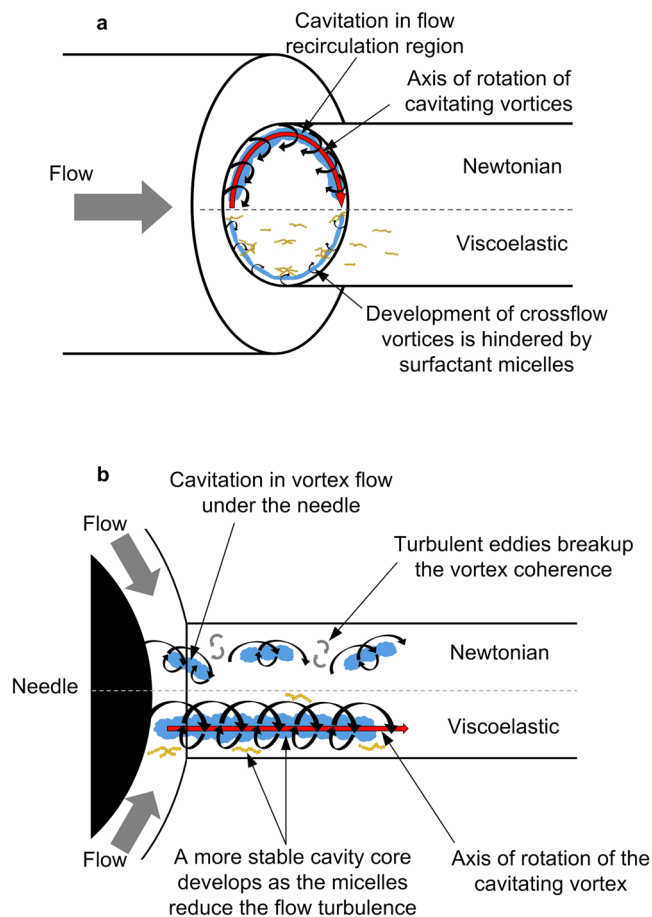 a
Cavitation in flow
recirculation region
Axis of rotation of
cavitating vortices
Flow
Newtonian
Viscoelastic
Development of crossflow
vortices is hindered by
surfactant micelles
b
Cavitation in vortex flow
under the needle
Flow
Turbulent eddies breakup
the vortex coherence
Newtonian
Needle
Viscoelastic
Flow
A more stable cavity core
develops as the micelles
reduce the flow turbulence
Axis of rotation of the
cavitating vortex